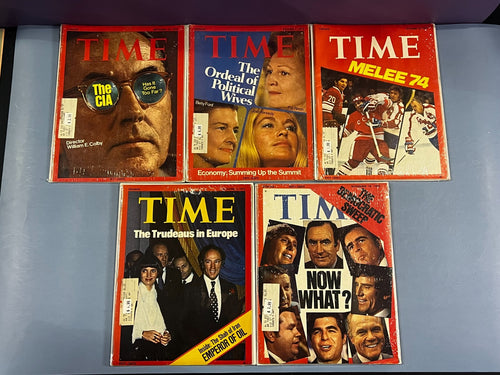 TIME
The
CIA
Has It
Gone
Too Far?
Director
William E. Colby
TIME
The
Ordeal of
Political
Wives
Betty Ford
Economy: Summing Up the Summit
TIME
MELEE 74
20
TIME
The Trudeaus in Europe
Inside: The Shah of Iran
EMPEROR OF OIL
TIME
The
DEMOCRATIC
SWEEP
NOW
WHAT?